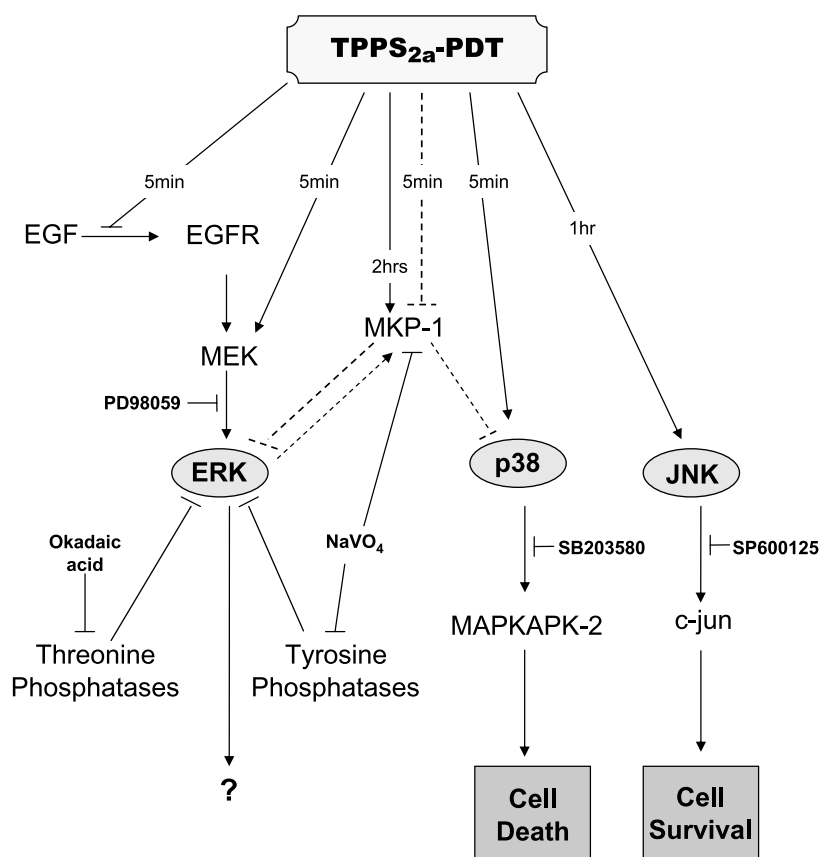 TPPS2a-PDT
5min
5min
5min
5min
1hr
EGF
EGFR
2hrs
MKP-1
MEK
PD98059
ERK
p38
JNK
Okadaic
acid
NaVO4
SB203580
SP600125
MAPKAPK-2
c-jun
Threonine
Phosphatases
Tyrosine
Phosphatases
?
Cell
Death
Cell
Survival